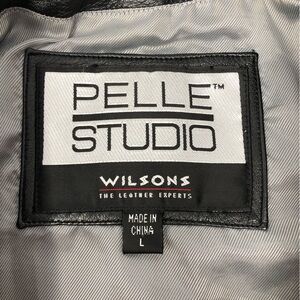 PELLE™
STUDIO
WILSONS
THE LEATHER EXPERTS
MADE IN
CHINA
L